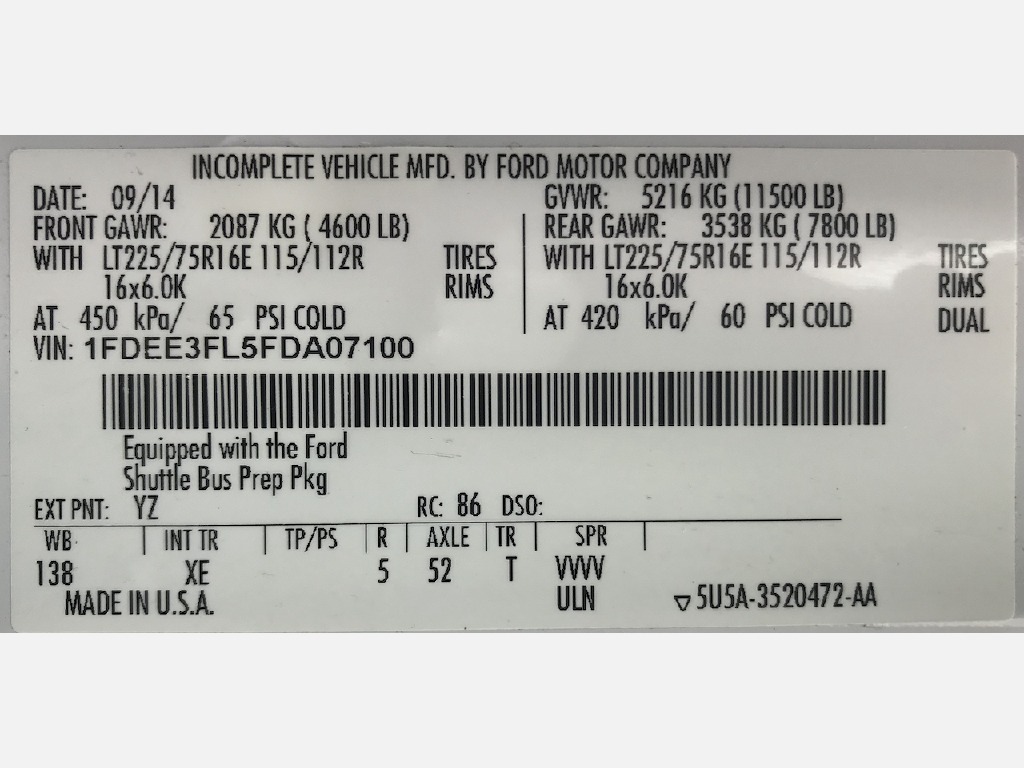 INCOMPLETE VEHICLE MFD. BY FORD MOTOR COMPANY
DATE: 09/14 GVWR: 5216 KG (11500 LB)
FRONT GAWR: 2087 KG ( 4600 LB) REAR GAWR: 3538 KG ( 7800 LB)
WITH LT225/75R16E 115/112R TIRES WITH LT225/75R16E 115/112R TIRES
16x6.0K RIMS 16x6.0K RIMS
AT 450 kPa/ 65 PSI COLD AT 420 kPa/ 60 PSI COLD DUAL
VIN: 1FDEE3FL5FDA07100
Equipped with the Ford
Shuttle Bus Prep Pkg
EXT PNT: YZ RC: 86 DSO:
WB INT TR TP/PS R AXLE TR SPR
138 XE 5 52 T VVVV
MADE IN U.S.A. ULN ▽5U5A-3520472-AA